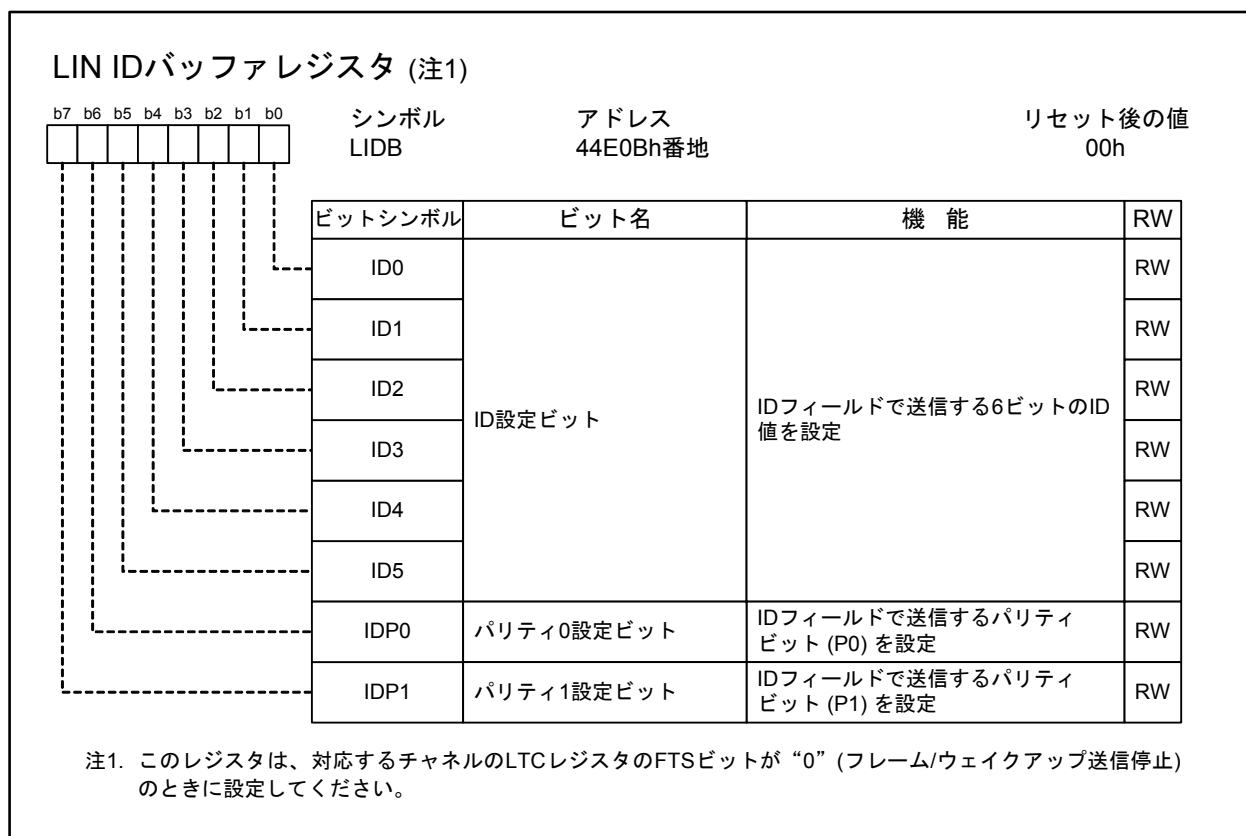 LIN IDバッファレジスタ (注1)
b7 b6 b5 b4 b3 b2 b1 b0
シンボル アドレス リセット後の値
LIDB 44E0Bh番地 00h
ビットシンボル ビット名 機 能 RW
ID0 RW
ID1 RW
ID2 RW
ID設定ビット
IDフィールドで送信する6ビットのID
値を設定
ID3 RW
ID4 RW
ID5 RW
IDP0 パリティ0設定ビット IDフィールドで送信するパリティ RW
ビット (P0) を設定
IDP1 パリティ1設定ビット IDフィールドで送信するパリティ RW
ビット (P1) を設定
注1. このレジスタは、対応するチャネルのLTCレジスタのFTSビットが“0”(フレーム/ウェイクアップ送信停止)
のときに設定してください。